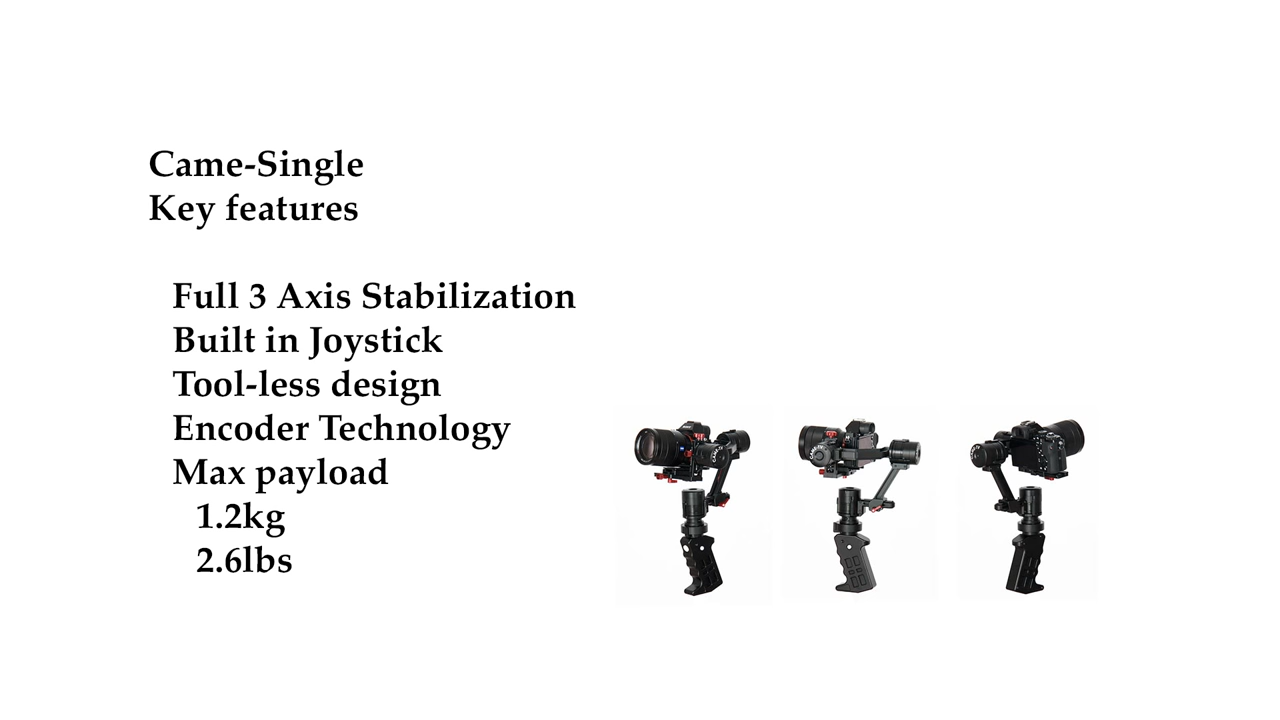 Came-Single
Key features
Full 3 Axis Stabilization
Built in Joystick
Tool-less design
Encoder Technology
Max payload
1.2kg
2.6lbs